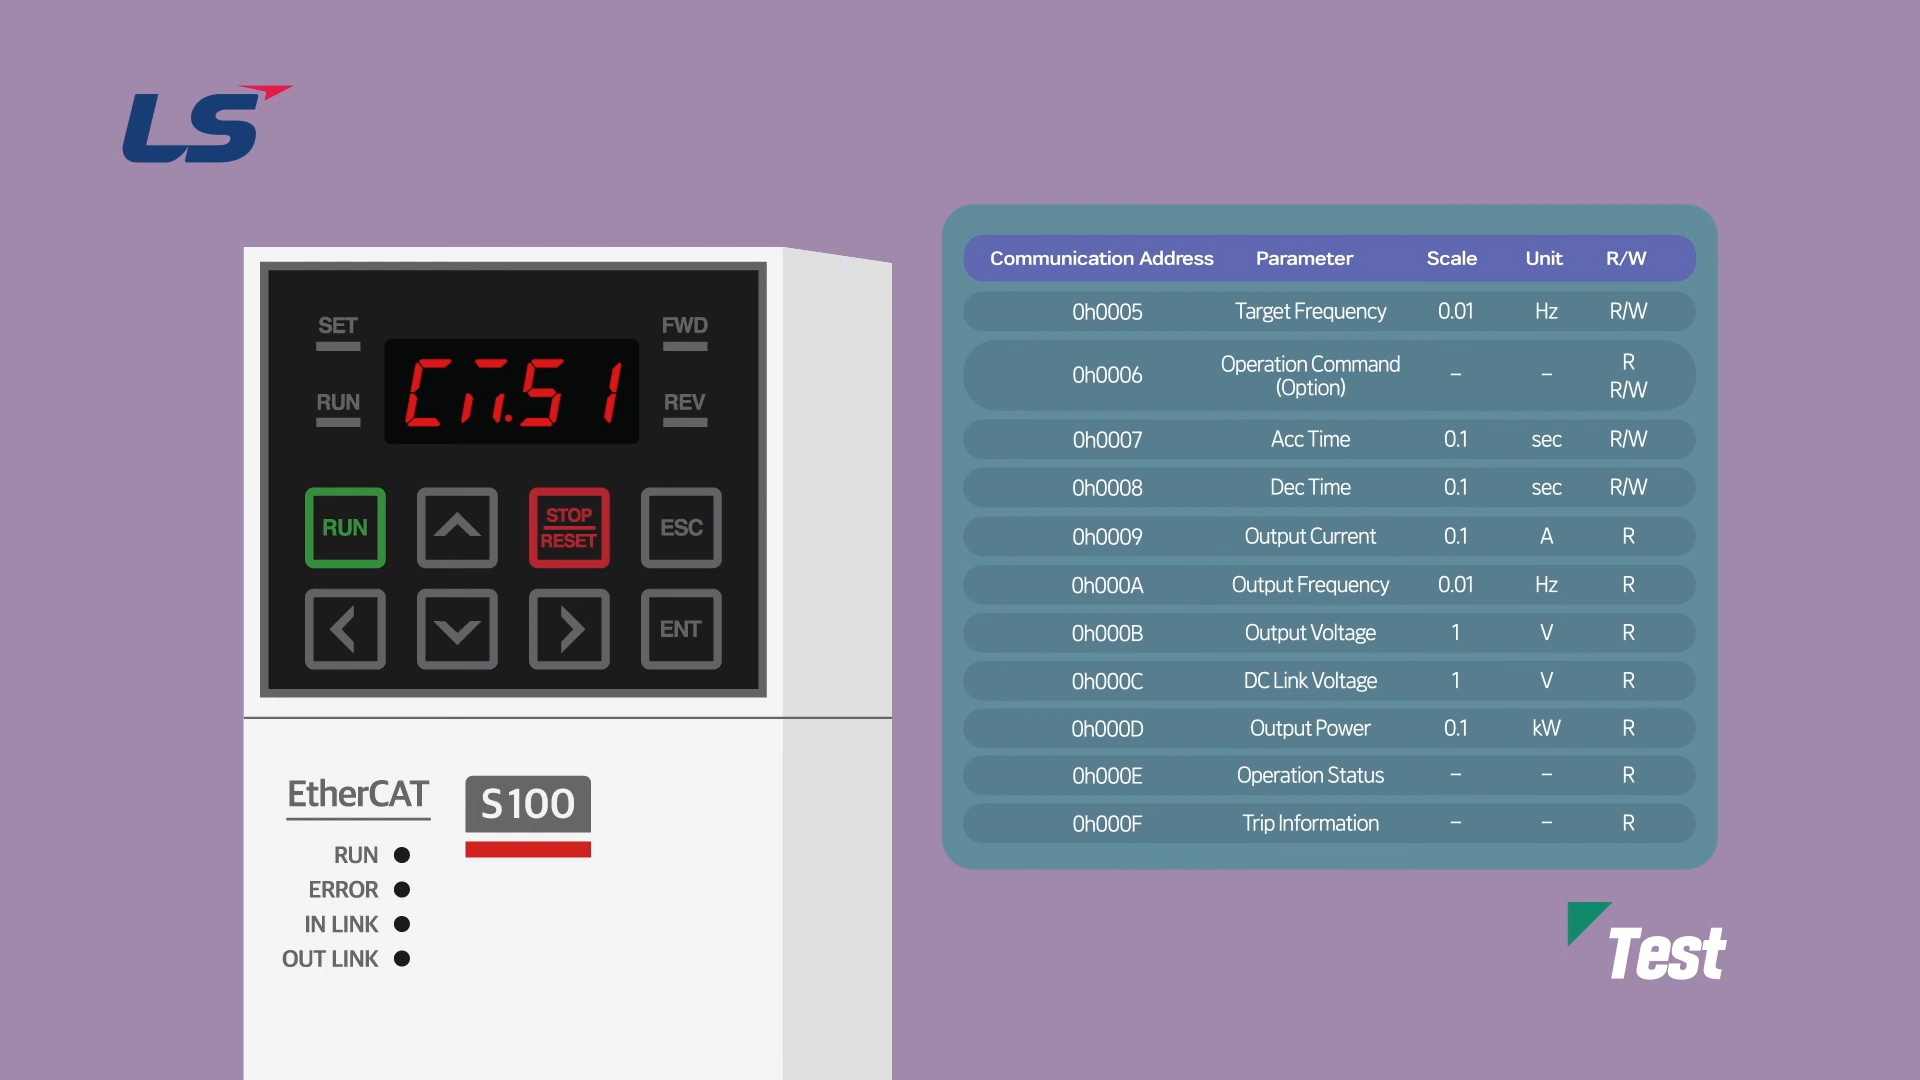 LS
SET
FWD
Cm.51
RUN
REV
RUN
STOP
RESET
ESC
ENT
EtherCAT
S100
RUN
ERROR
IN LINK
OUT LINK
Communication Address Parameter Scale Unit R/W
0h0005 Target Frequency 0.01 Hz R/W
0h0006 Operation Command (Option) – – R R/W
0h0007 Acc Time 0.1 sec R/W
0h0008 Dec Time 0.1 sec R/W
0h0009 Output Current 0.1 A R
0h000A Output Frequency 0.01 Hz R
0h000B Output Voltage 1 V R
0h000C DC Link Voltage 1 V R
0h000D Output Power 0.1 kW R
0h000E Operation Status – – R
0h000F Trip Information – – R
Test